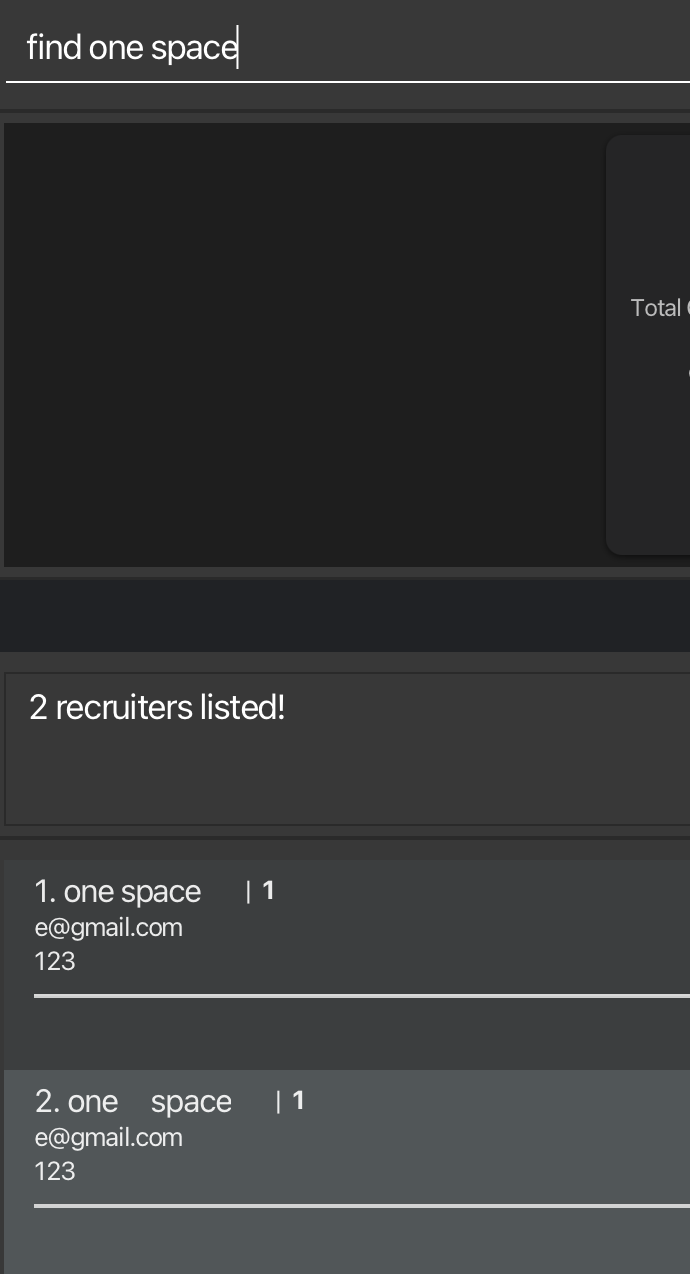 find one space
Total
2 recruiters listed!
1. one space | 1
e@gmail.com
123
2. one    space | 1
e@gmail.com
123